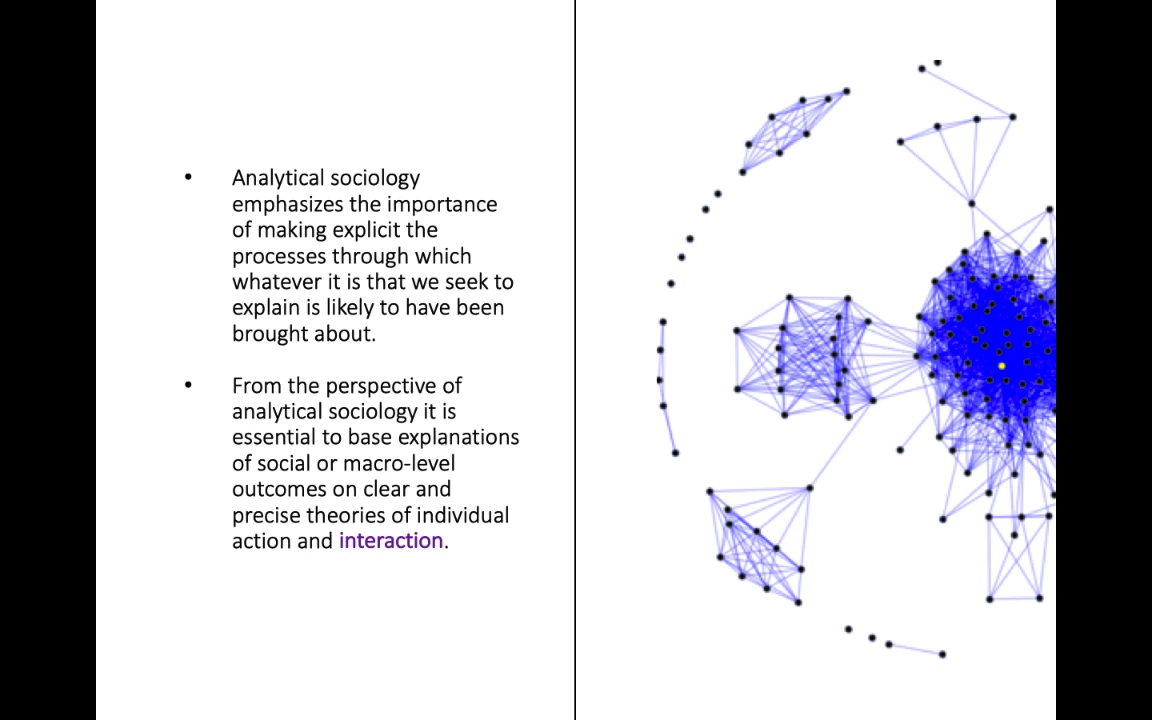 • Analytical sociology
emphasizes the importance
of making explicit the
processes through which
whatever it is that we seek to
explain is likely to have been
brought about.
• From the perspective of
analytical sociology it is
essential to base explanations
of social or macro-level
outcomes on clear and
precise theories of individual
action and interaction.